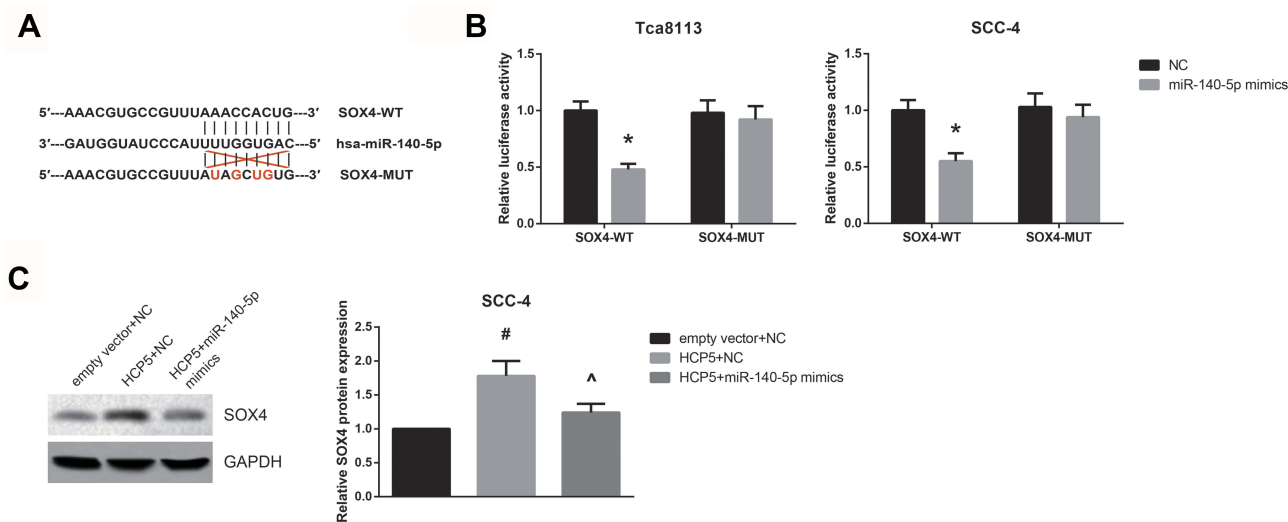 A
5′---AAACGUGCCGUUUAAACCACUG---3′ SOX4-WT
3′---GAUGGUAUCCCAUUUUGGUGAC---5′ hsa-miR-140-5p
5′---AAACGUGCCGUUUAUAGCUGUG---3′ SOX4-MUT
B
Tca8113
Relative luciferase activity
1.5
1.0
0.5
0.0
*
SOX4-WT
SOX4-MUT
SCC-4
Relative luciferase activity
1.5
1.0
0.5
0.0
*
SOX4-WT
SOX4-MUT
NC
miR-140-5p mimics
C
empty vector+NC
HCP5+NC
HCP5+miR-140-5p
mimics
SOX4
GAPDH
SCC-4
Relative SOX4 protein expression
2.5
2.0
1.5
1.0
0.5
0.0
#
^
empty vector+NC
HCP5+NC
HCP5+miR-140-5p mimics